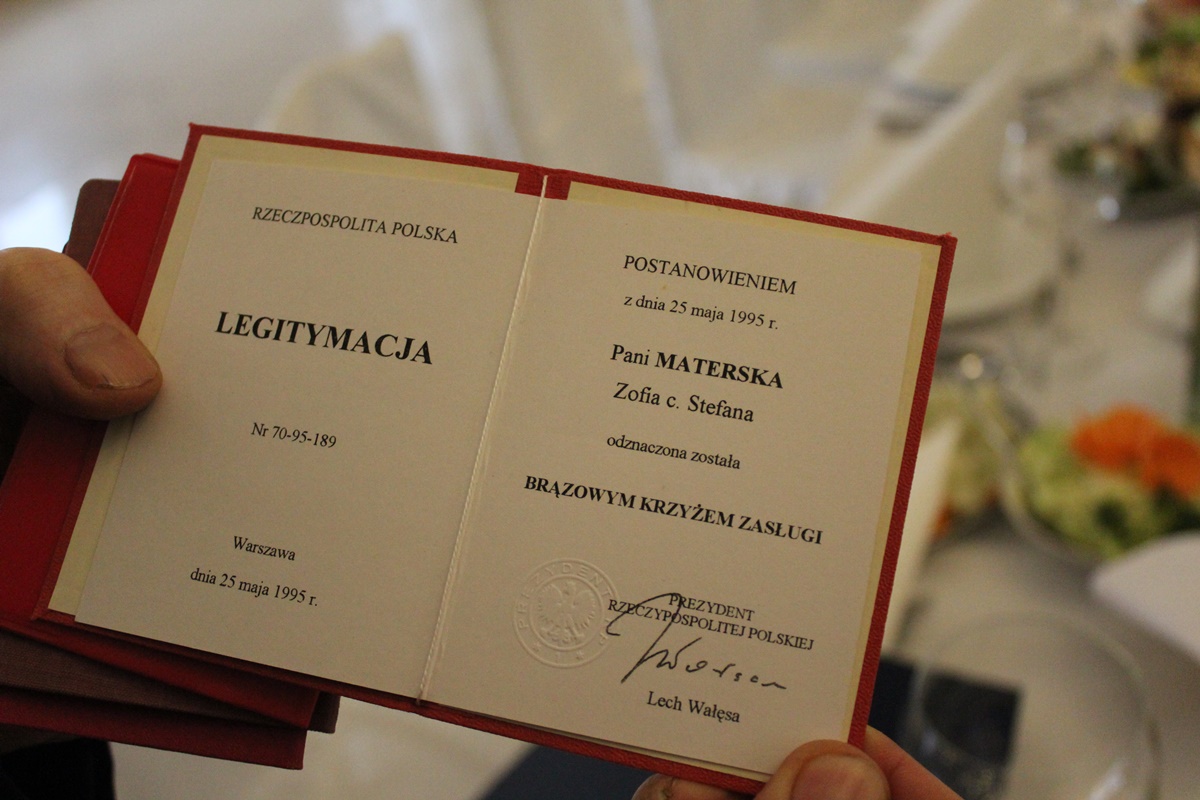 RZECZPOSPOLITA POLSKA
LEGITYMACJA
Nr 70-95-189
Warszawa
dnia 25 maja 1995 r.
POSTANOWIENIEM
z dnia 25 maja 1995 r.
Pani MATERSKA
Zofia c. Stefana
odznaczona została
BRĄZOWYM KRZYŻEM ZASŁUGI
PREZYDENT
RZECZYPOSPOLITEJ POLSKIEJ
Lech Wałęsa